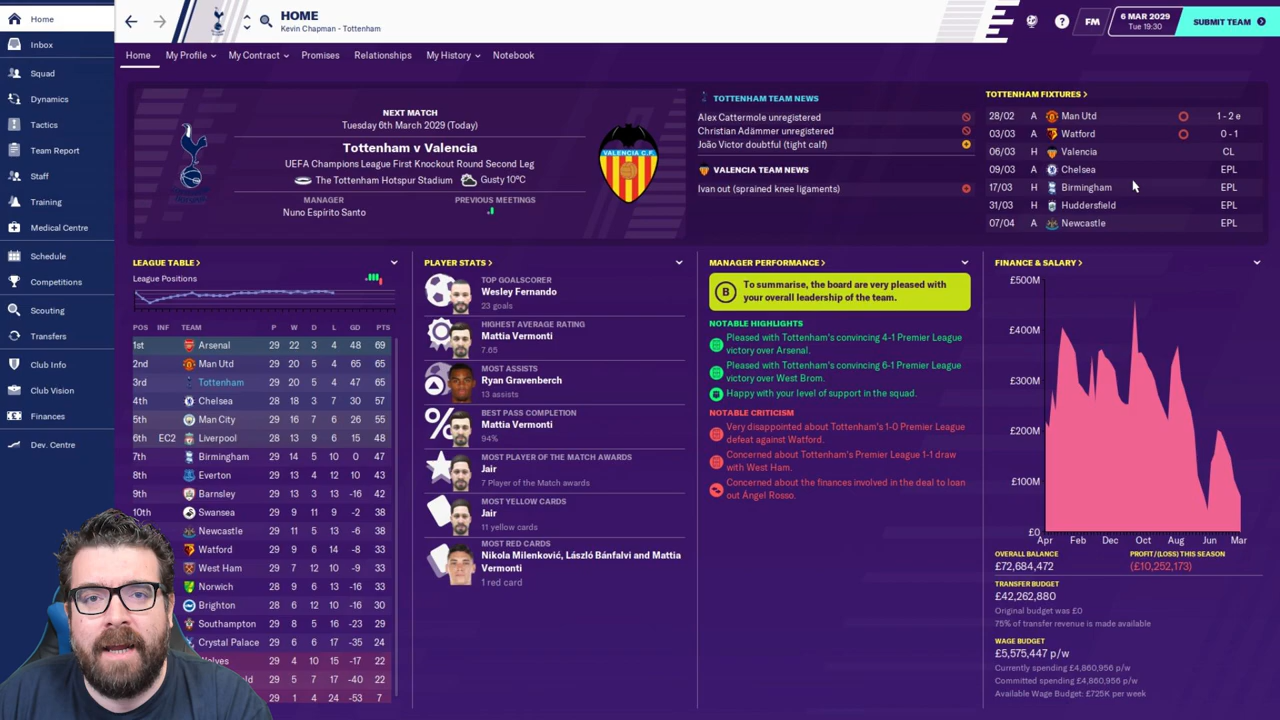 Home
Inbox
Squad
Dynamics
Tactics
Team Report
Staff
Training
Medical Centre
Schedule
Competitions
Scouting
Transfers
Club Info
Club Vision
Finances
Dev. Centre
HOME
Kevin Chapman - Tottenham
FM
6 MAR 2029
Tue 19:30
SUBMIT TEAM
Home
My Profile
My Contract
Promises
Relationships
My History
Notebook
NEXT MATCH
Tuesday 6th March 2029 (Today)
Tottenham v Valencia
UEFA Champions League First Knockout Round Second Leg
The Tottenham Hotspur Stadium
Gusty 10ºC
MANAGER
Nuno Espírito Santo
PREVIOUS MEETINGS
VALENCIA C.F.
TOTTENHAM TEAM NEWS
Alex Cattermole unregistered
Christian Adämmer unregistered
João Victor doubtful (tight calf)
VALENCIA TEAM NEWS
Ivan out (sprained knee ligaments)
TOTTENHAM FIXTURES >
28/02 A Man Utd 1 - 2 e
03/03 A Watford 0 - 1
06/03 H Valencia CL
09/03 A Chelsea EPL
17/03 H Birmingham EPL
31/03 H Huddersfield EPL
07/04 A Newcastle EPL
LEAGUE TABLE >
League Positions
POS INF TEAM P W D L GD PTS
1st Arsenal 29 22 3 4 48 69
2nd Man Utd 29 20 5 4 65 65
3rd Tottenham 29 20 5 4 47 65
4th Chelsea 28 18 3 7 30 57
5th Man City 29 16 7 6 26 55
6th EC2 Liverpool 28 13 9 6 15 48
7th Birmingham 29 14 5 10 0 47
8th Everton 29 13 4 12 10 43
9th Barnsley 29 13 3 13 -16 42
10th Swansea 29 9 11 9 -2 38
Newcastle 29 11 5 13 -6 38
Watford 29 9 6 14 -8 33
West Ham 29 7 12 10 -9 33
Norwich 28 9 6 13 -16 33
Brighton 28 6 12 10 -16 30
Southampton 29 8 5 16 -23 29
Crystal Palace 29 6 6 17 -35 24
29 4 10 15 -17 22
29 5 7 17 -40 22
29 1 4 24 -53 7
PLAYER STATS >
TOP GOALSCORER
Wesley Fernando
23 goals
HIGHEST AVERAGE RATING
Mattia Vermonti
7.65
MOST ASSISTS
Ryan Gravenberch
13 assists
BEST PASS COMPLETION
Mattia Vermonti
94%
MOST PLAYER OF THE MATCH AWARDS
Jair
7 Player of the Match awards
MOST YELLOW CARDS
Jair
11 yellow cards
MOST RED CARDS
Nikola Milenković, László Bánfalvi and Mattia
Vermonti
1 red card
MANAGER PERFORMANCE >
B
To summarise, the board are very pleased with
your overall leadership of the team.
NOTABLE HIGHLIGHTS
Pleased with Tottenham's convincing 4-1 Premier League
victory over Arsenal.
Pleased with Tottenham's convincing 6-1 Premier League
victory over West Brom.
Happy with your level of support in the squad.
NOTABLE CRITICISM
Very disappointed about Tottenham's 1-0 Premier League
defeat against Watford.
Concerned about Tottenham's Premier League 1-1 draw
with West Ham.
Concerned about the finances involved in the deal to loan
out Ángel Rosso.
FINANCE & SALARY >
£500M
£400M
£300M
£200M
£100M
£0
Apr Feb Dec Oct Aug Jun Mar
OVERALL BALANCE
£72,684,472
PROFIT/(LOSS) THIS SEASON
(£10,252,173)
TRANSFER BUDGET
£42,262,880
Original budget was £0
75% of transfer revenue is made available
WAGE BUDGET
£5,575,447 p/w
Currently spending £4,860,956 p/w
Committed spending £4,860,956 p/w
Available Wage Budget: £725K per week